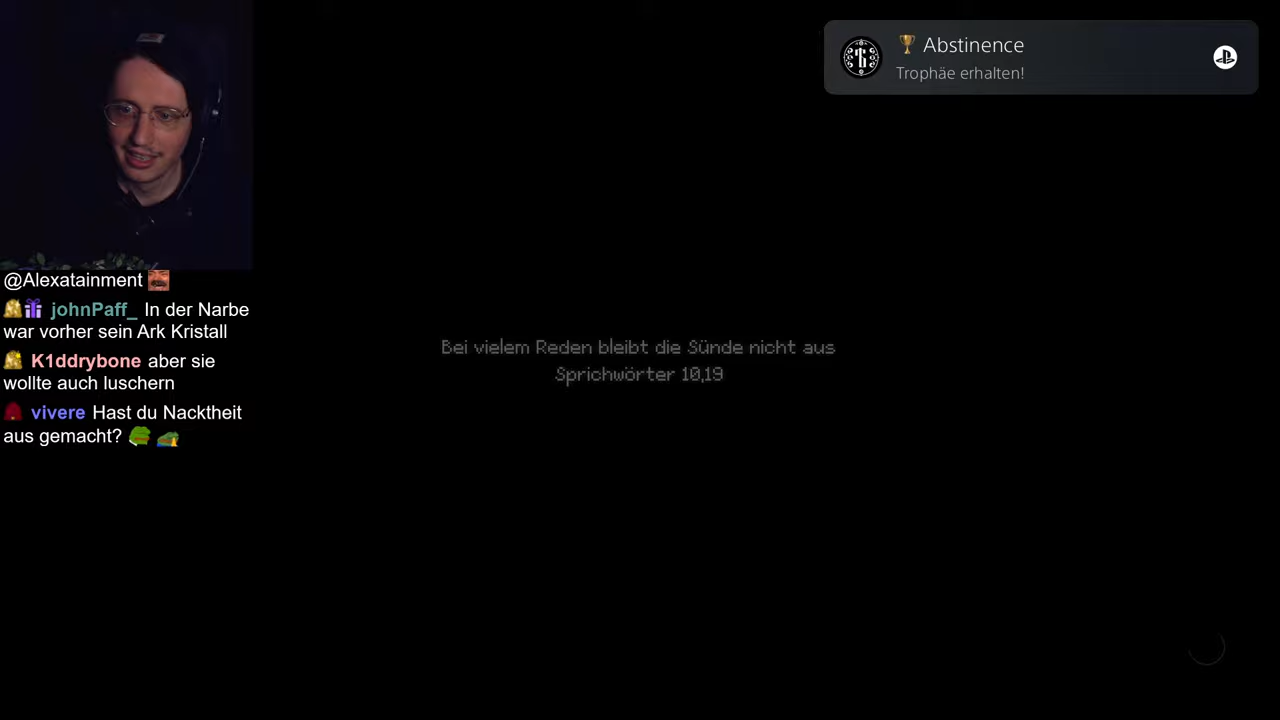 Abstinence
Trophäe erhalten!
@Alexatainment
johnPaff_ In der Narbe
war vorher sein Ark Kristall
K1ddrybone aber sie
wollte auch luschern
vivere Hast du Nacktheit
aus gemacht?
Bei vielem Reden bleibt die Sünde nicht aus
Sprichwörter 10,19